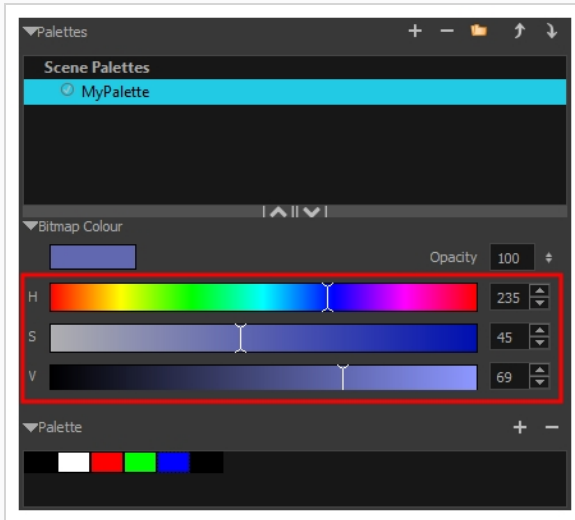 Palettes
Scene Palettes
MyPalette
Bitmap Colour
Opacity 100
H 235
S 45
V 69
Palette